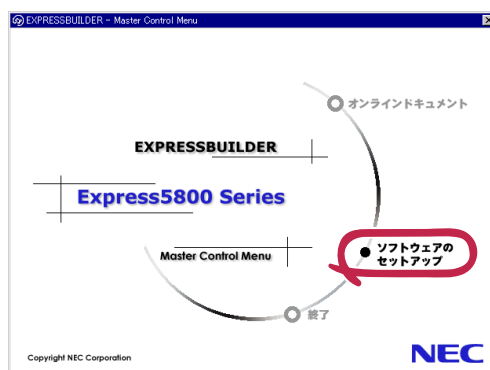 EXPRESSBUILDER - Master Control Menu
オンラインドキュメント
EXPRESSBUILDER
Express5800 Series
ソフトウェアの
セットアップ
Master Control Menu
終了
Copyright NEC Corporation
NEC